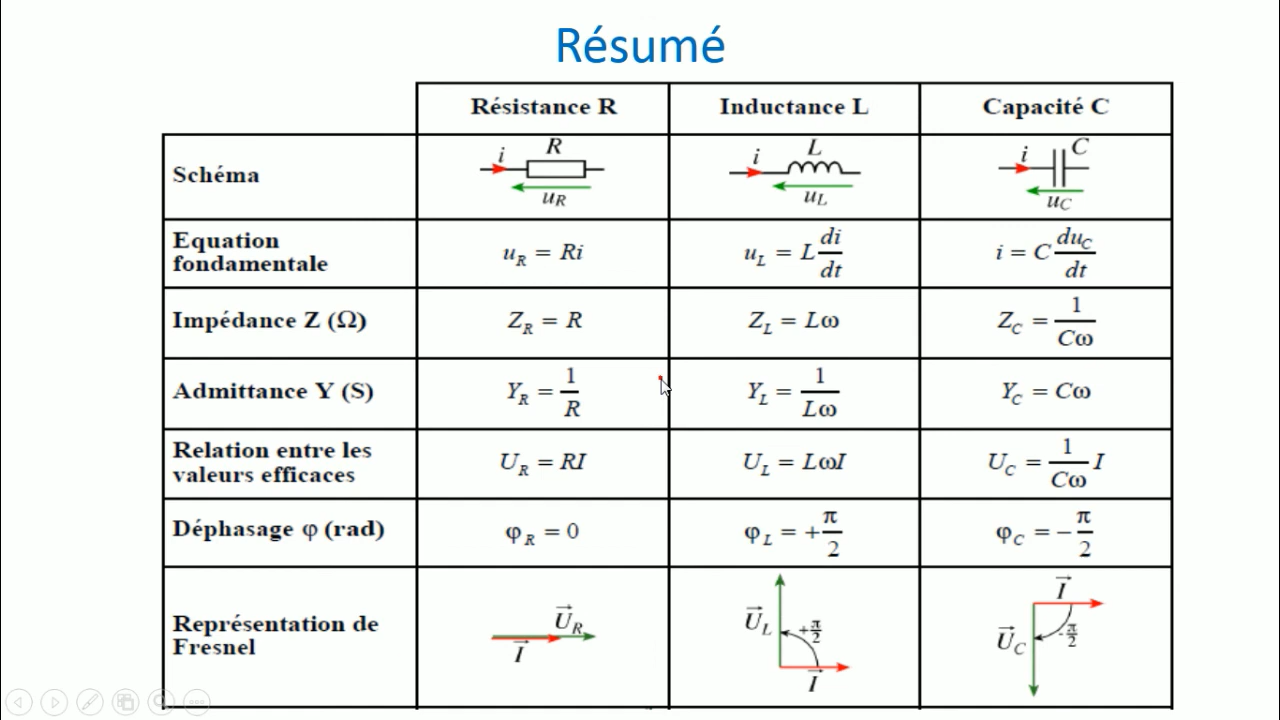 Résumé
Résistance R Inductance L Capacité C
Schéma
i R u_R
i L u_L
i C u_C
Equation
fondamentale
u_R = Ri
u_L = L di/dt
i = C du_C/dt
Impédance Z (Ω) Z_R = R Z_L = Lω Z_C = 1/Cω
Admittance Y (S) Y_R = 1/R Y_L = 1/Lω Y_C = Cω
Relation entre les
valeurs efficaces
U_R = RI
U_L = LωI
U_C = 1/Cω I
Déphasage φ (rad) φ_R = 0 φ_L = +π/2 φ_C = -π/2
Représentation de
Fresnel
U⃗_R I⃗
U⃗_L +π/2 I⃗
I⃗ U⃗_C -π/2